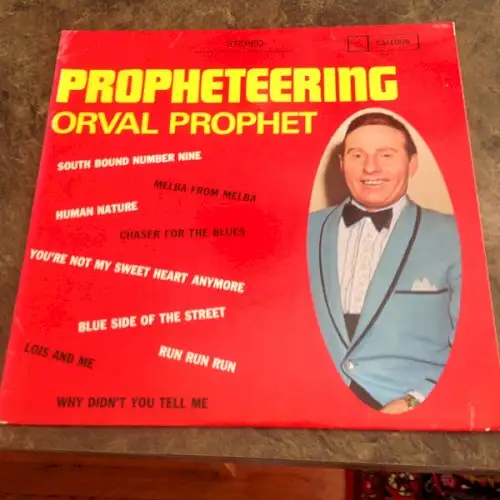 STEREO
CALEDON
PROPHETEERING
ORVAL PROPHET
SOUTH BOUND NUMBER NINE
MELBA FROM MELBA
HUMAN NATURE
CHASER FOR THE BLUES
YOU'RE NOT MY SWEET HEART ANYMORE
BLUE SIDE OF THE STREET
LOIS AND ME
RUN RUN RUN
WHY DIDN'T YOU TELL ME